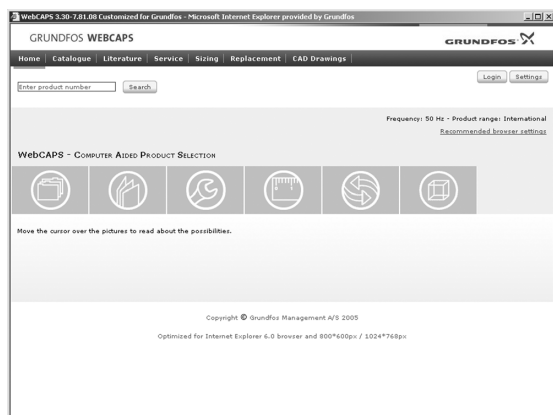 WebCAPS 3.30-7.81.08 Customized for Grundfos - Microsoft Internet Explorer provided by Grundfos
GRUNDFOS WEBCAPS
GRUNDFOS
Home Catalogue Literature Service Sizing Replacement CAD Drawings
Login Settings
Enter product number Search
Frequency: 50 Hz - Product range: International
Recommended browser settings
WebCAPS - Computer Aided Product Selection
Move the cursor over the pictures to read about the possibilities.
Copyright © Grundfos Management A/S 2005
Optimized for Internet Explorer 6.0 browser and 800*600px / 1024*768px